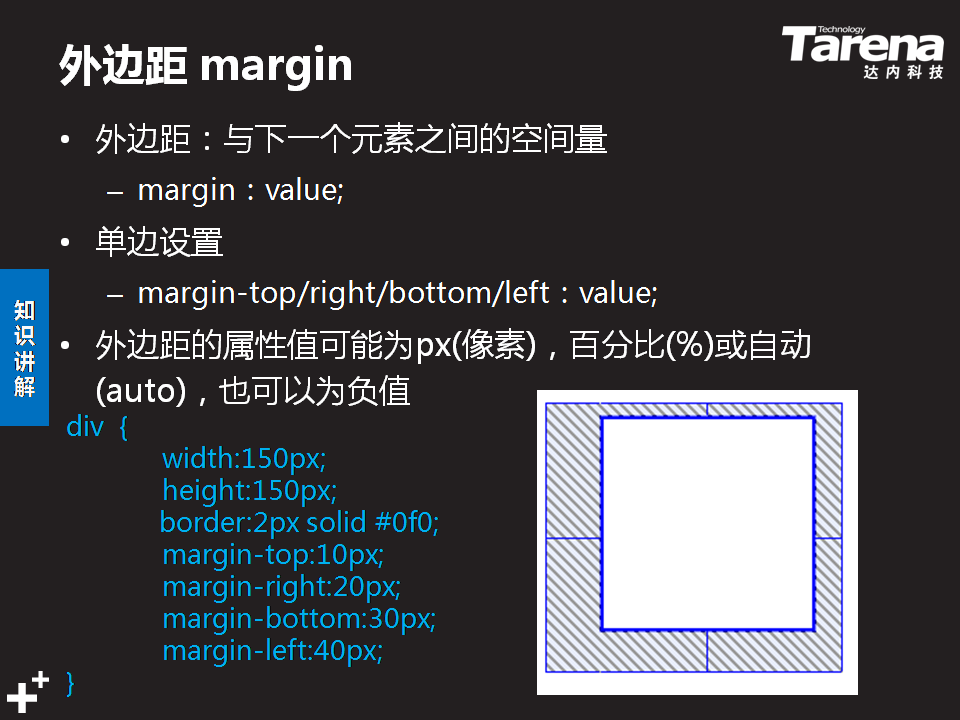 外边距 margin
Technology
Tarena
达内科技
• 外边距：与下一个元素之间的空间量
– margin：value;
• 单边设置
– margin-top/right/bottom/left：value;
• 外边距的属性值可能为px(像素)，百分比(%)或自动
(auto)，也可以为负值
知识讲解
div {
width:150px;
height:150px;
border:2px solid #0f0;
margin-top:10px;
margin-right:20px;
margin-bottom:30px;
margin-left:40px;
}